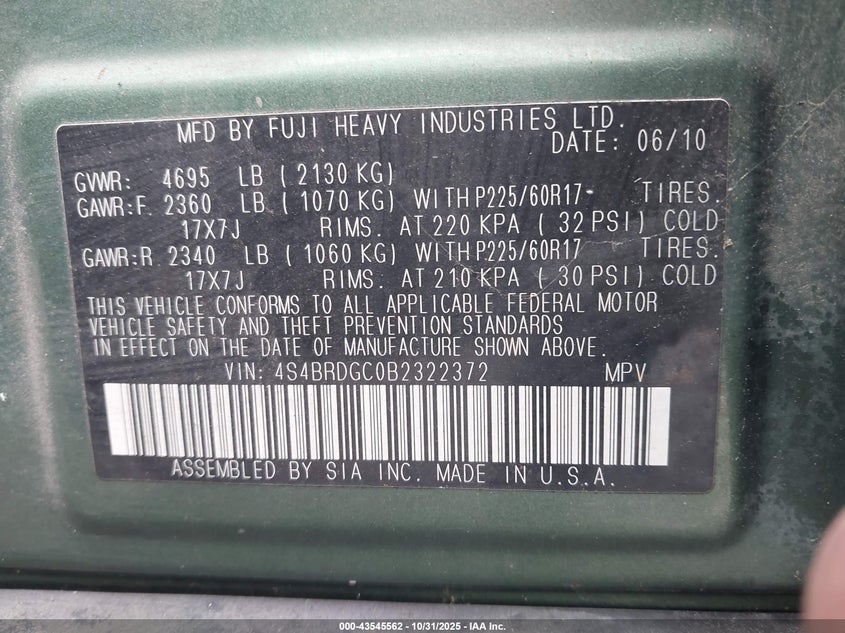 MFD BY FUJI HEAVY INDUSTRIES LTD.
DATE: 06/10
GVWR: 4695 LB ( 2130 KG)
GAWR:F. 2360 LB ( 1070 KG) WITH P225/60R17 TIRES.
17X7J RIMS. AT 220 KPA ( 32 PSI) COLD
GAWR:R 2340 LB ( 1060 KG) WITH P225/60R17 TIRES.
17X7J RIMS. AT 210 KPA ( 30 PSI) COLD
THIS VEHICLE CONFORMS TO ALL APPLICABLE FEDERAL MOTOR
VEHICLE SAFETY AND THEFT PREVENTION STANDARDS
IN EFFECT ON THE DATE OF MANUFACTURE SHOWN ABOVE.
VIN: 4S4BRDGC0B2322372 MPV
ASSEMBLED BY SIA INC. MADE IN U.S.A.
000-43545562 - 10/31/2025 - IAA Inc.